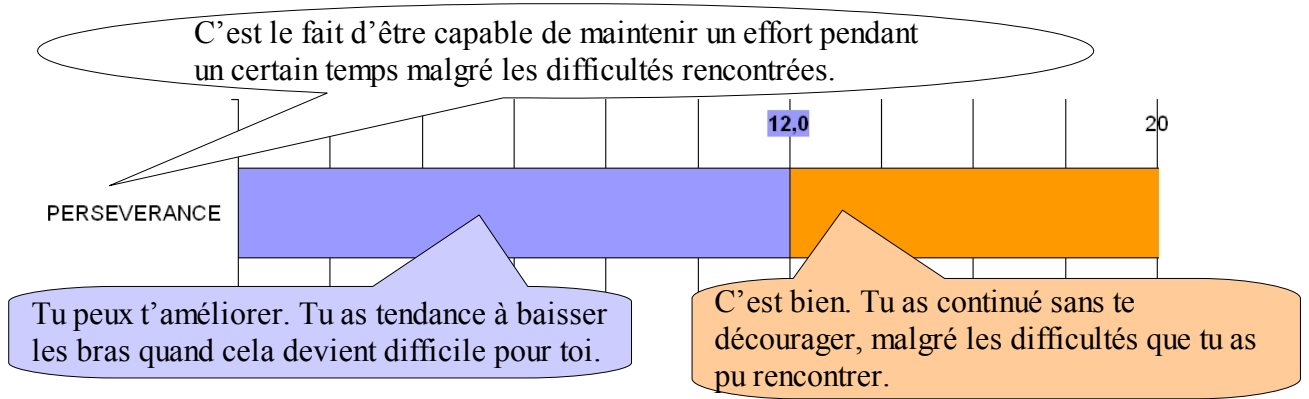 C’est le fait d’être capable de maintenir un effort pendant
un certain temps malgré les difficultés rencontrées.
12,0
20
PERSEVERANCE
Tu peux t’améliorer. Tu as tendance à baisser
les bras quand cela devient difficile pour toi.
C’est bien. Tu as continué sans te
décourager, malgré les difficultés que tu as
pu rencontrer.